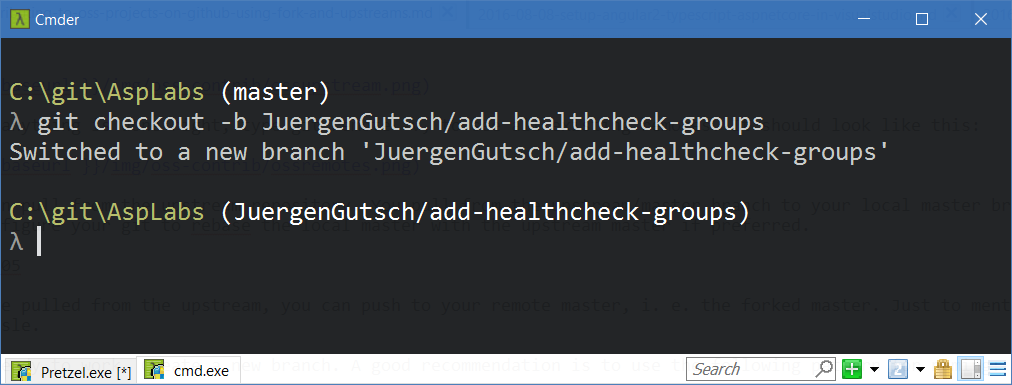 Cmder
C:\git\AspLabs (master)
λ git checkout -b JuergenGutsch/add-healthcheck-groups
Switched to a new branch 'JuergenGutsch/add-healthcheck-groups'
C:\git\AspLabs (JuergenGutsch/add-healthcheck-groups)
λ
Pretzel.exe [*] cmd.exe Search 2